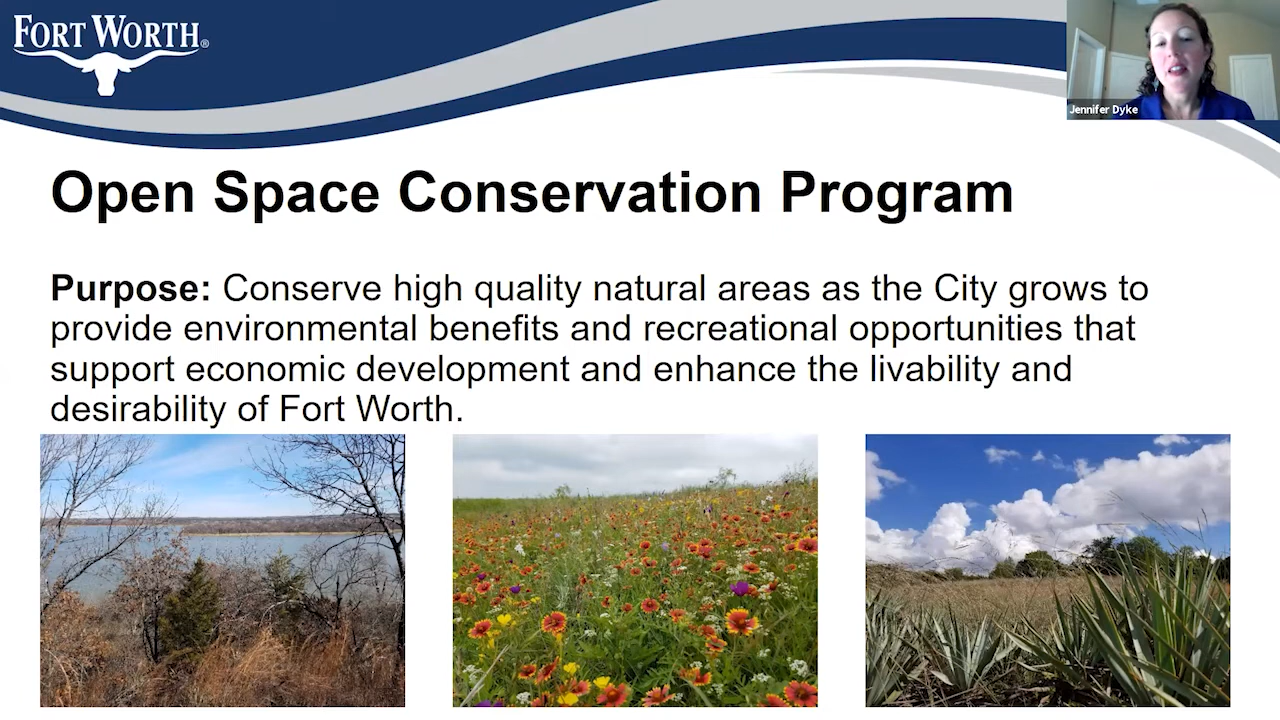 FORT WORTH®
Jennifer Dyke
Open Space Conservation Program
Purpose: Conserve high quality natural areas as the City grows to
provide environmental benefits and recreational opportunities that
support economic development and enhance the livability and
desirability of Fort Worth.